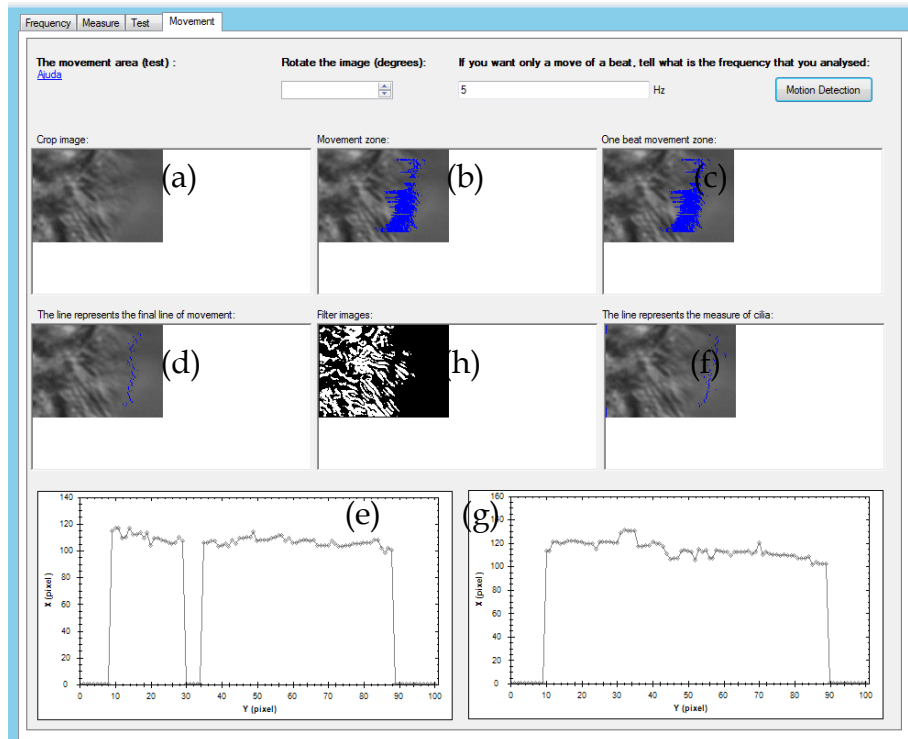 Frequency Measure Test Movement
The movement area (test) : Rotate the image (degrees): If you want only a move of a beat, tell what is the frequency that you analysed:
Ajuda
5 Hz Motion Detection
Crop image: Movement zone: One beat movement zone:
(a) (b) (c)
The line represents the final line of movement: Filter images: The line represents the measure of cilia:
(d) (h) (f)
(e) (g)
140
120
100
80
60
40
20
0
X (pixel)
0 10 20 30 40 50 60 70 80 90 100
Y (pixel)
160
140
120
100
80
60
40
20
0
X (pixel)
0 10 20 30 40 50 60 70 80 90 100
Y (pixel)